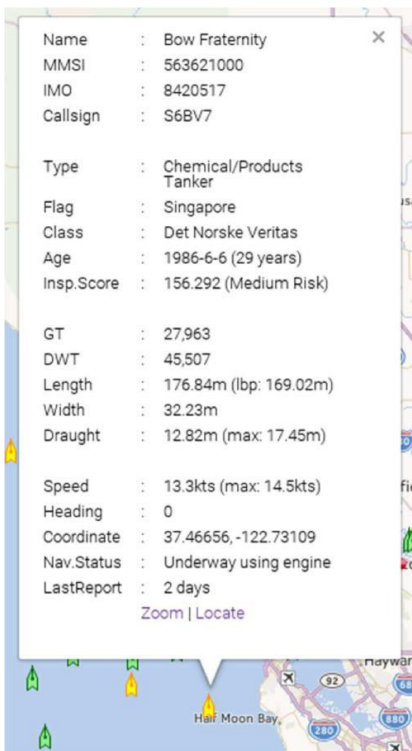 Name : Bow Fraternity
MMSI : 563621000
IMO : 8420517
Callsign : S6BV7
Type : Chemical/Products
Tanker
Flag : Singapore
Class : Det Norske Veritas
Age : 1986-6-6 (29 years)
Insp.Score : 156.292 (Medium Risk)
GT : 27,963
DWT : 45,507
Length : 176.84m (lbp: 169.02m)
Width : 32.23m
Draught : 12.82m (max: 17.45m)
Speed : 13.3kts (max: 14.5kts)
Heading : 0
Coordinate : 37.46656, -122.73109
Nav.Status : Underway using engine
LastReport : 2 days
Zoom | Locate
Haywar
92
Half Moon Bay
280
880